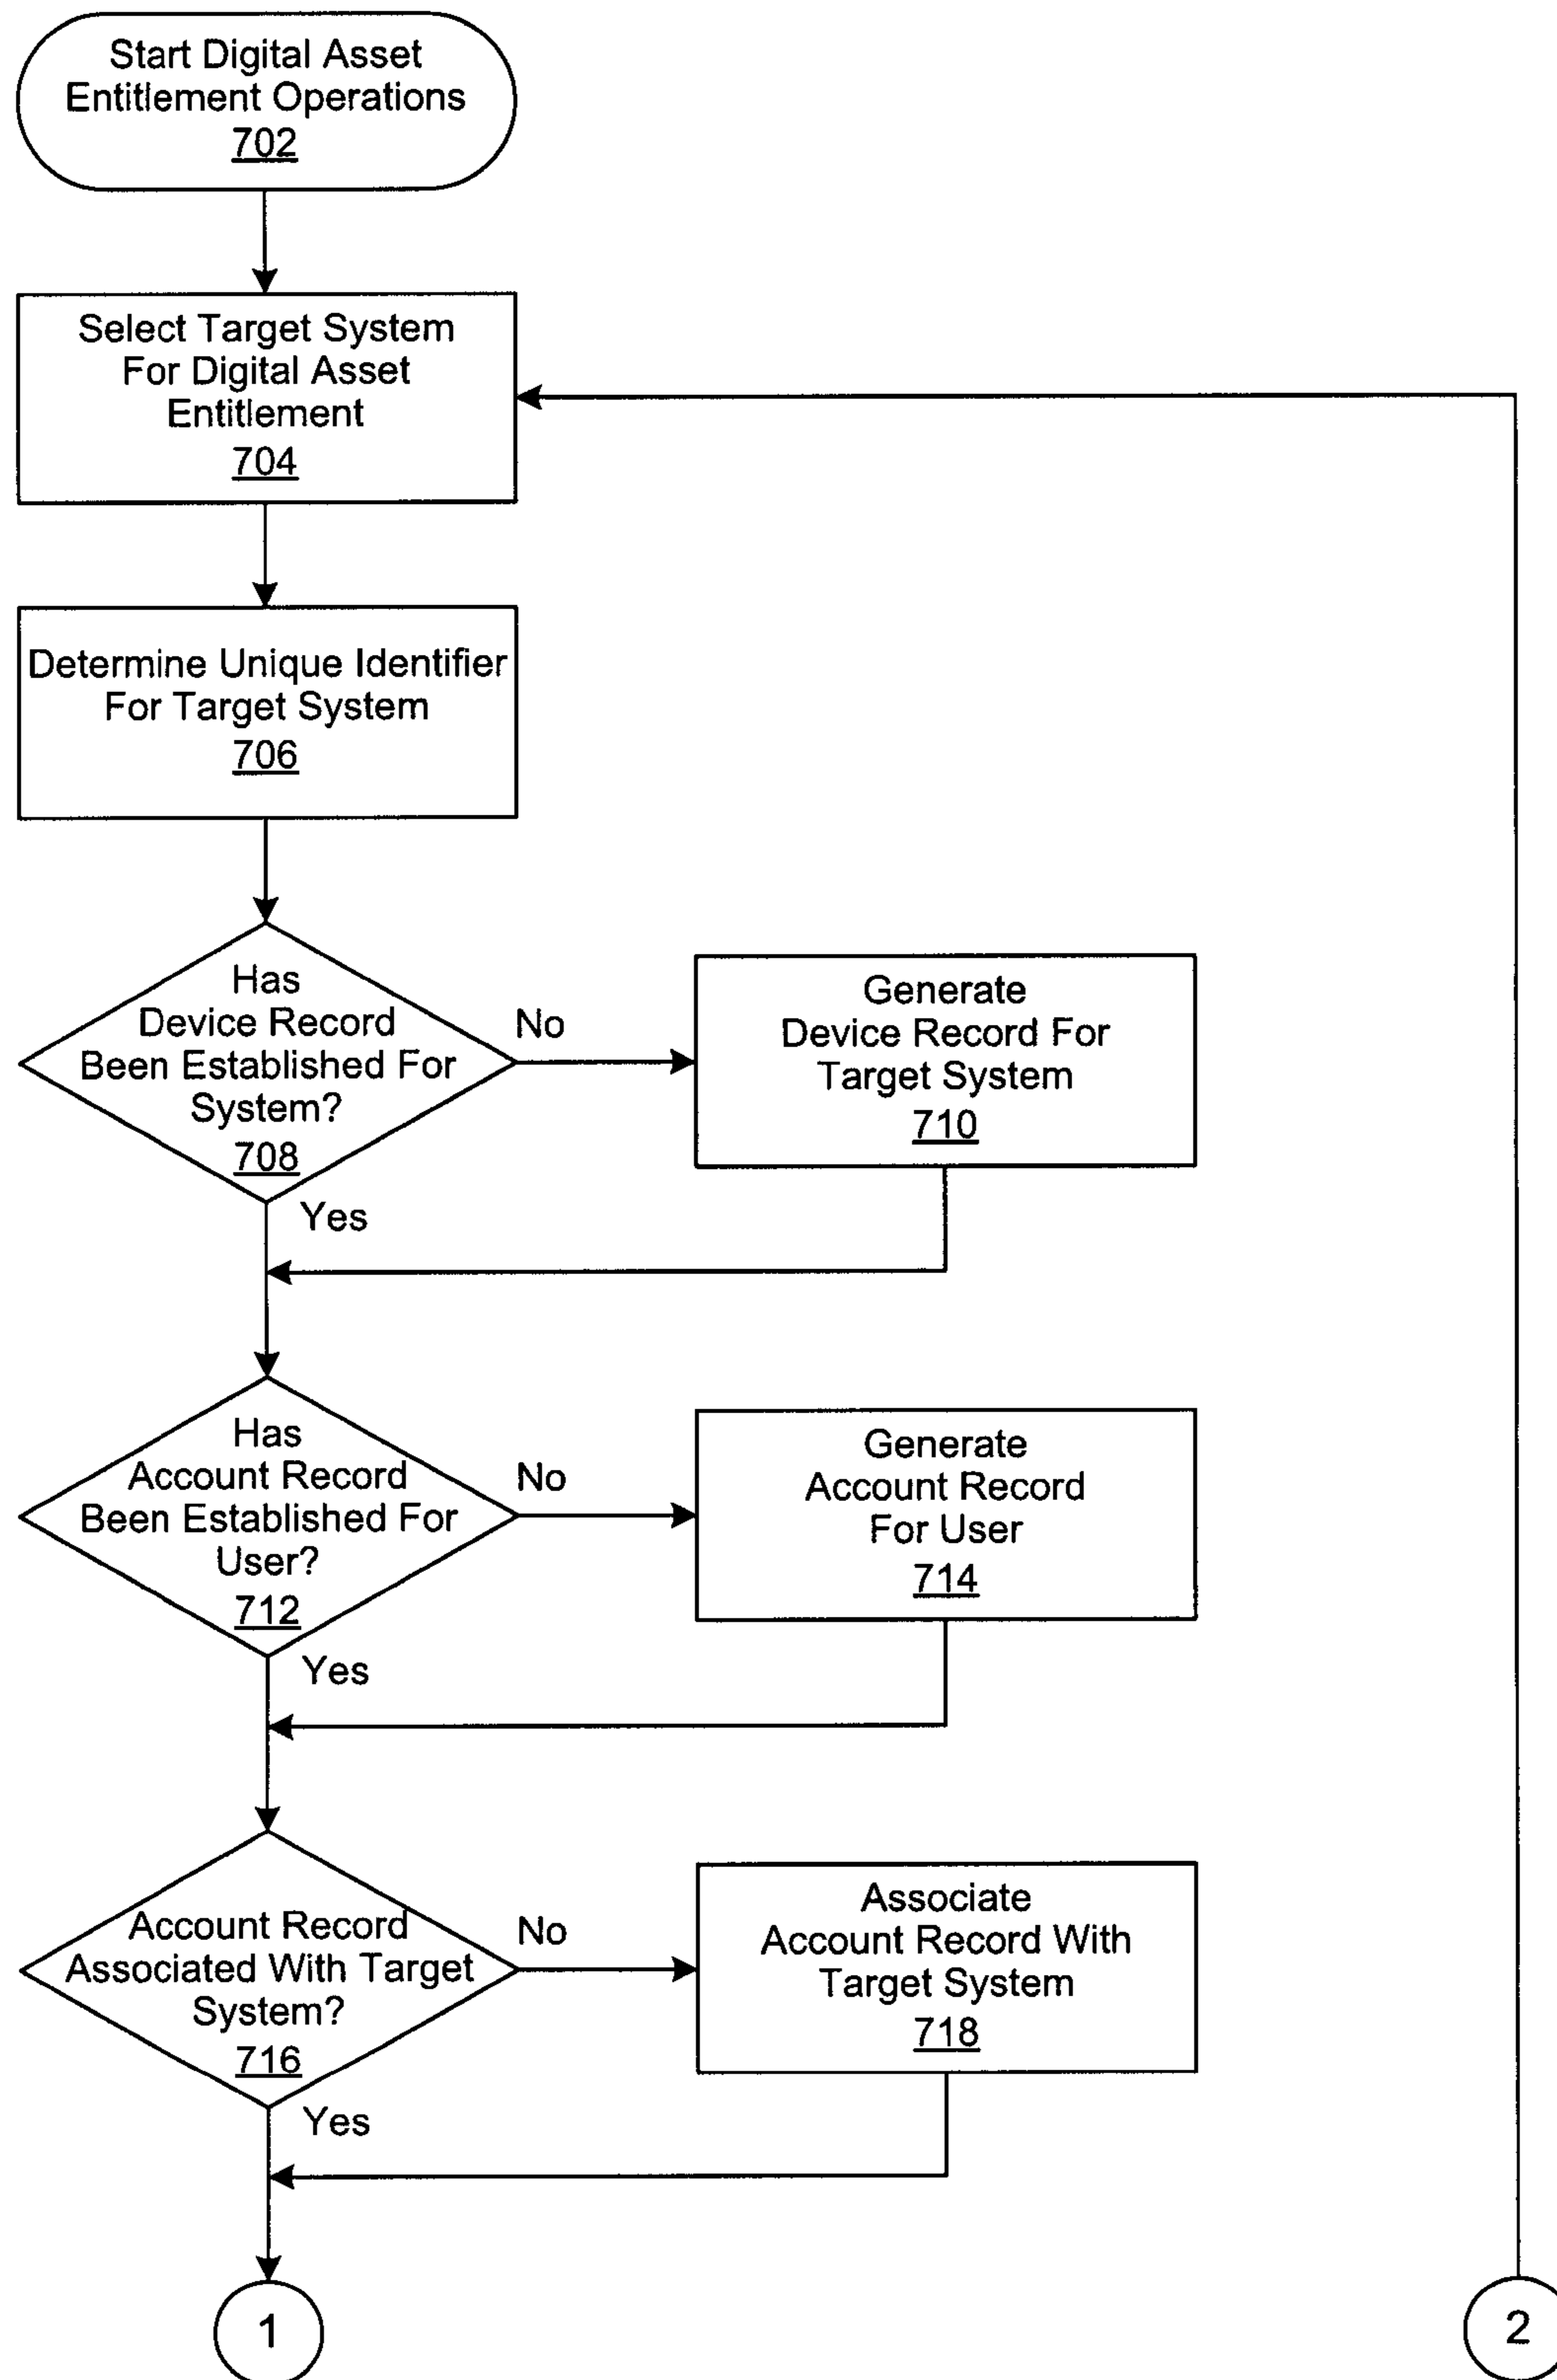 Start Digital Asset
Entitlement Operations
702
Select Target System
For Digital Asset
Entitlement
704
Determine Unique Identifier
For Target System
706
Has
Device Record
Been Established For
System?
708
No
Generate
Device Record For
Target System
710
Yes
Has
Account Record
Been Established For
User?
712
No
Generate
Account Record
For User
714
Yes
Account Record
Associated With Target
System?
716
No
Associate
Account Record With
Target System
718
Yes
1
2